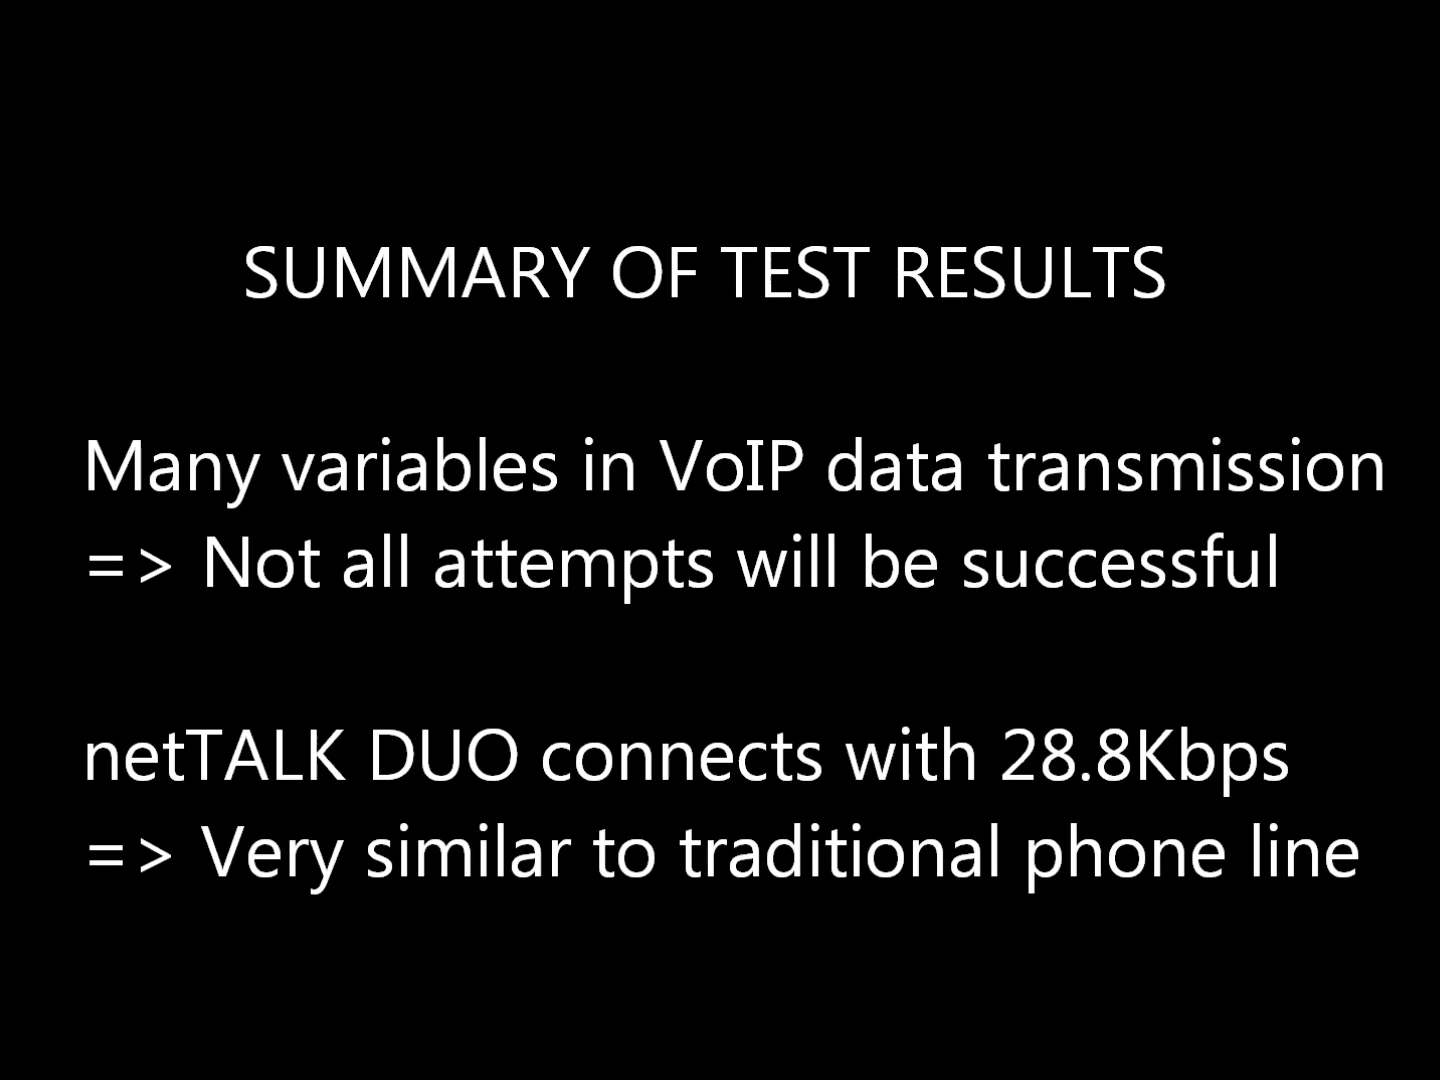 SUMMARY OF TEST RESULTS
Many variables in VoIP data transmission
=> Not all attempts will be successful
netTALK DUO connects with 28.8Kbps
=> Very similar to traditional phone line